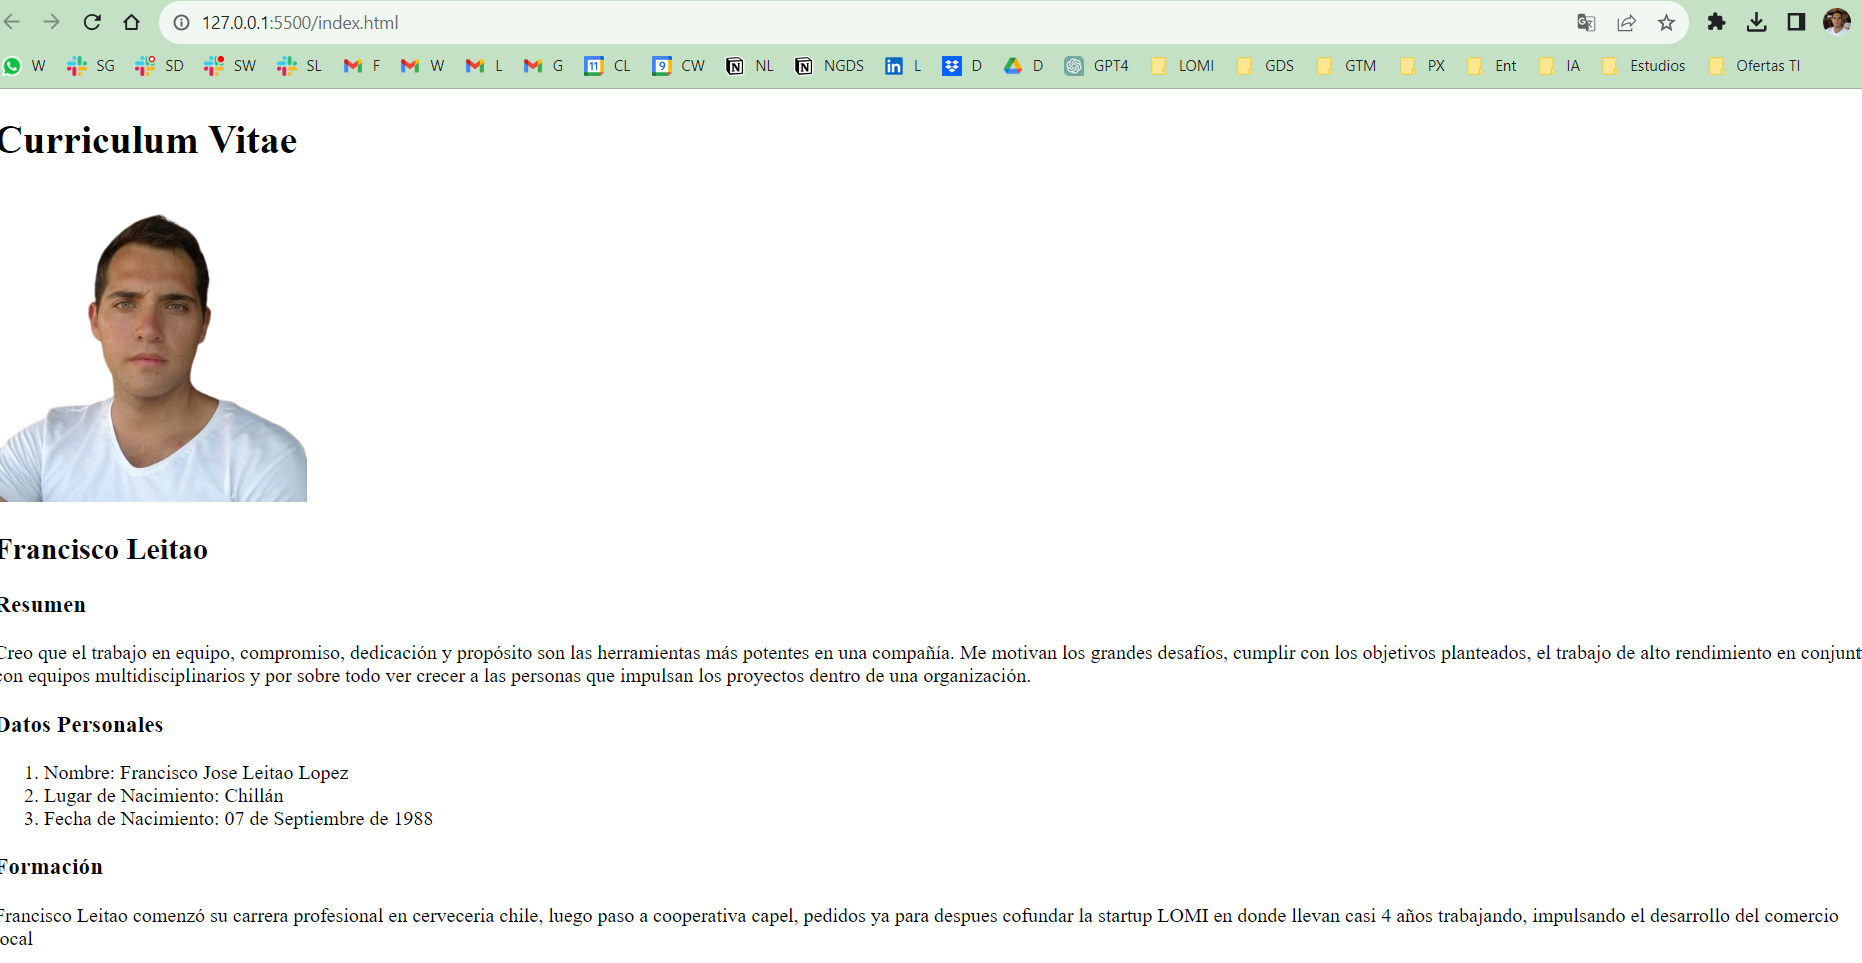 127.0.0.1:5500/index.html
W SG SD SW SL F W L G CL CW NL NGDS L D D GPT4 LOMI GDS GTM PX Ent IA Estudios Ofertas TI
Curriculum Vitae
Francisco Leitao
Resumen
Creo que el trabajo en equipo, compromiso, dedicación y propósito son las herramientas más potentes en una compañía. Me motivan los grandes desafíos, cumplir con los objetivos planteados, el trabajo de alto rendimiento en conjunt
con equipos multidisciplinarios y por sobre todo ver crecer a las personas que impulsan los proyectos dentro de una organización.
Datos Personales
1. Nombre: Francisco Jose Leitao Lopez
2. Lugar de Nacimiento: Chillán
3. Fecha de Nacimiento: 07 de Septiembre de 1988
Formación
Francisco Leitao comenzó su carrera profesional en cerveceria chile, luego paso a cooperativa capel, pedidos ya para despues cofundar la startup LOMI en donde llevan casi 4 años trabajando, impulsando el desarrollo del comercio
local